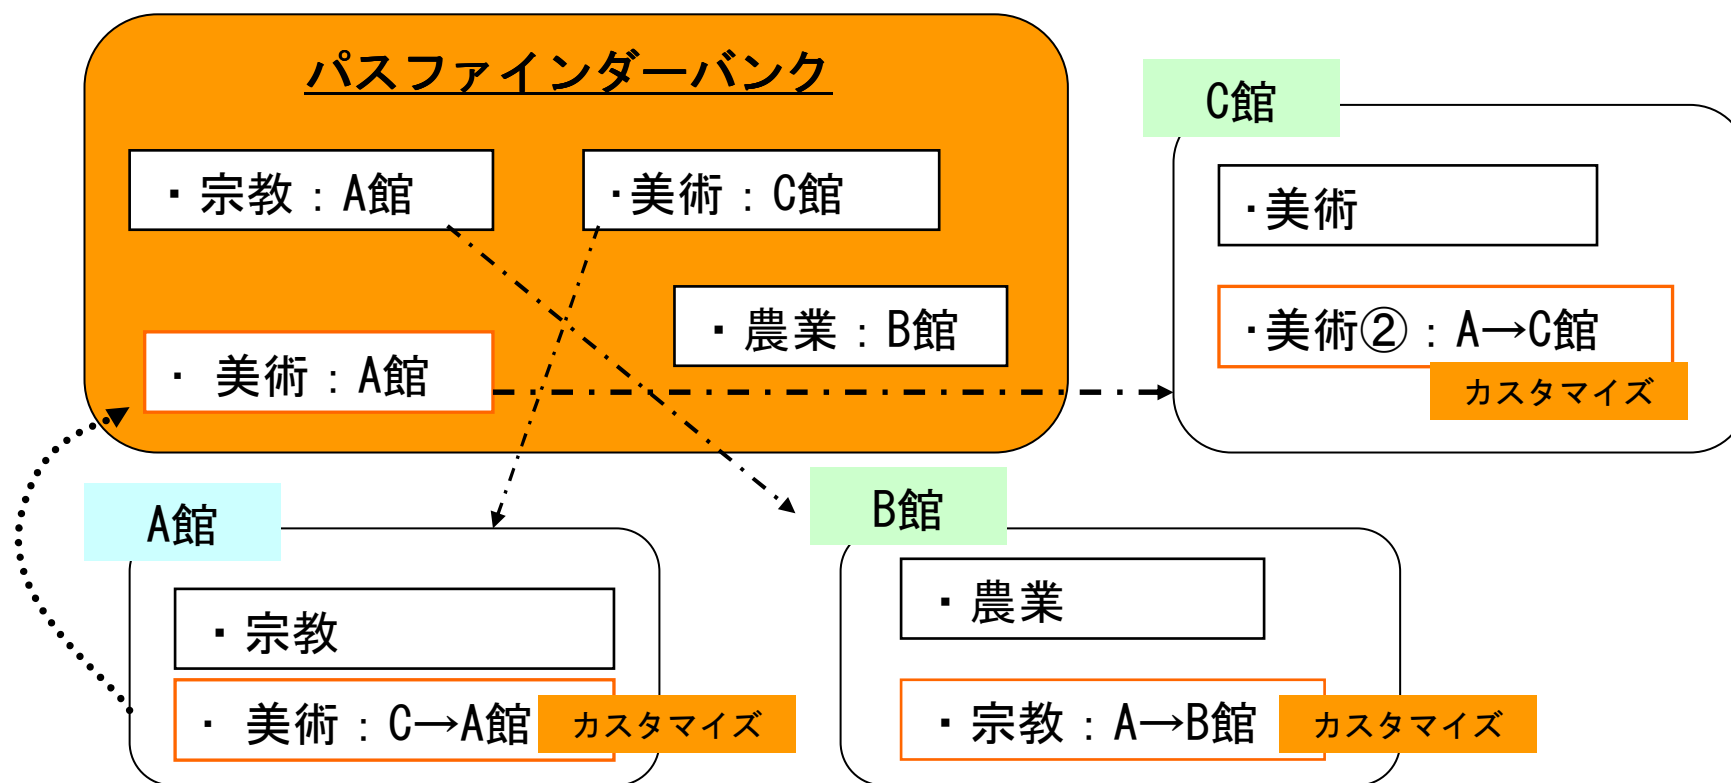 パスファインダーバンク
・宗教：A館
・美術：C館
・農業：B館
・ 美術：A館
C館
・美術
・美術②：A→C館
カスタマイズ
A館
・宗教
・ 美術：C→A館
カスタマイズ
B館
・農業
・宗教：A→B館
カスタマイズ